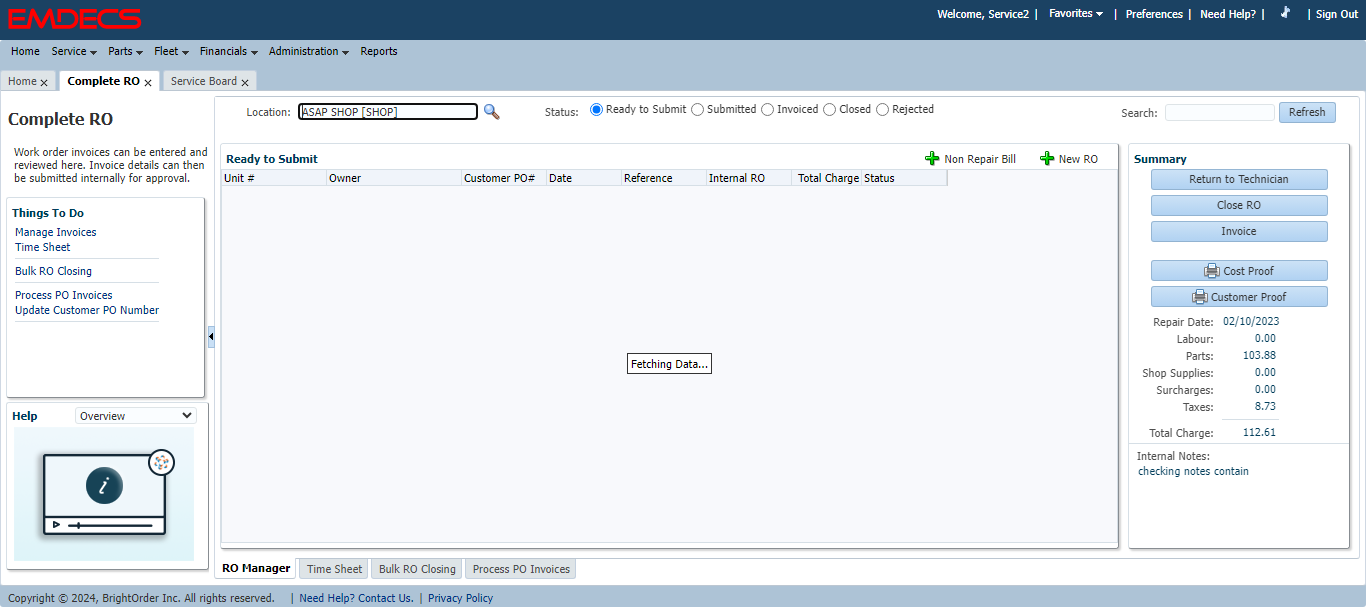 EMDECS
Welcome, Service2 | Favorites | Preferences | Need Help? | | Sign Out
Home Service Parts Fleet Financials Administration Reports
Home x Complete RO x Service Board x
Complete RO
Work order invoices can be entered and
reviewed here. Invoice details can then
be submitted internally for approval.
Things To Do
Manage Invoices
Time Sheet
Bulk RO Closing
Process PO Invoices
Update Customer PO Number
Help Overview
i
Location: ASAP SHOP [SHOP] Status: Ready to Submit Submitted Invoiced Closed Rejected Search: Refresh
Ready to Submit Non Repair Bill New RO
Unit # Owner Customer PO# Date Reference Internal RO Total Charge Status
Fetching Data...
Summary
Return to Technician
Close RO
Invoice
Cost Proof
Customer Proof
Repair Date: 02/10/2023
Labour: 0.00
Parts: 103.88
Shop Supplies: 0.00
Surcharges: 0.00
Taxes: 8.73
Total Charge: 112.61
Internal Notes:
checking notes contain
RO Manager Time Sheet Bulk RO Closing Process PO Invoices
Copyright © 2024, BrightOrder Inc. All rights reserved. | Need Help? Contact Us. | Privacy Policy